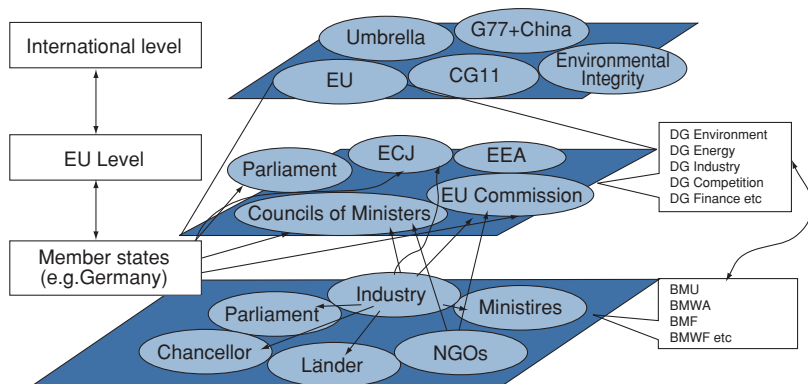 International level
EU Level
Member states
(e.g.Germany)
Umbrella
G77+China
EU
CG11
Environmental
Integrity
Parliament
ECJ
EEA
EU Commission
Councils of Ministers
DG Environment
DG Energy
DG Industry
DG Competition
DG Finance etc
Industry
Parliament
Ministires
Chancellor
Länder
NGOs
BMU
BMWA
BMF
BMWF etc